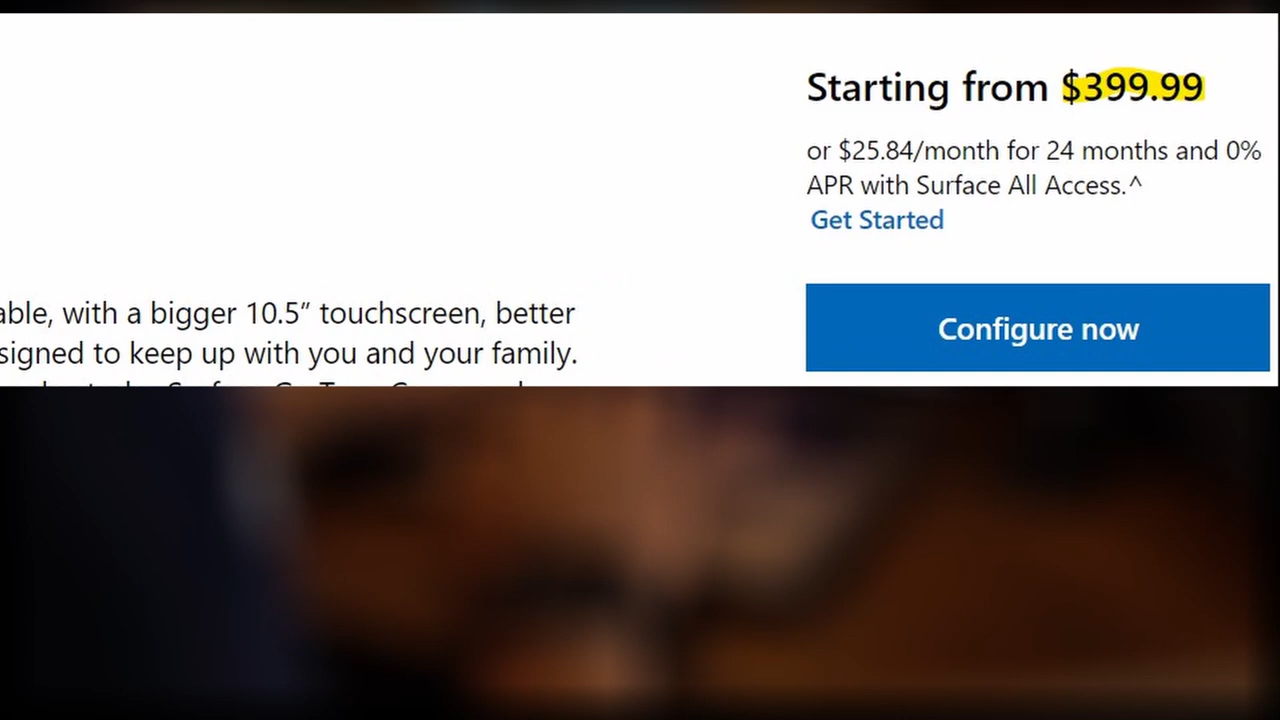 Starting from $399.99
or $25.84/month for 24 months and 0%
APR with Surface All Access.^
Get Started
able, with a bigger 10.5” touchscreen, better
signed to keep up with you and your family.
Configure now